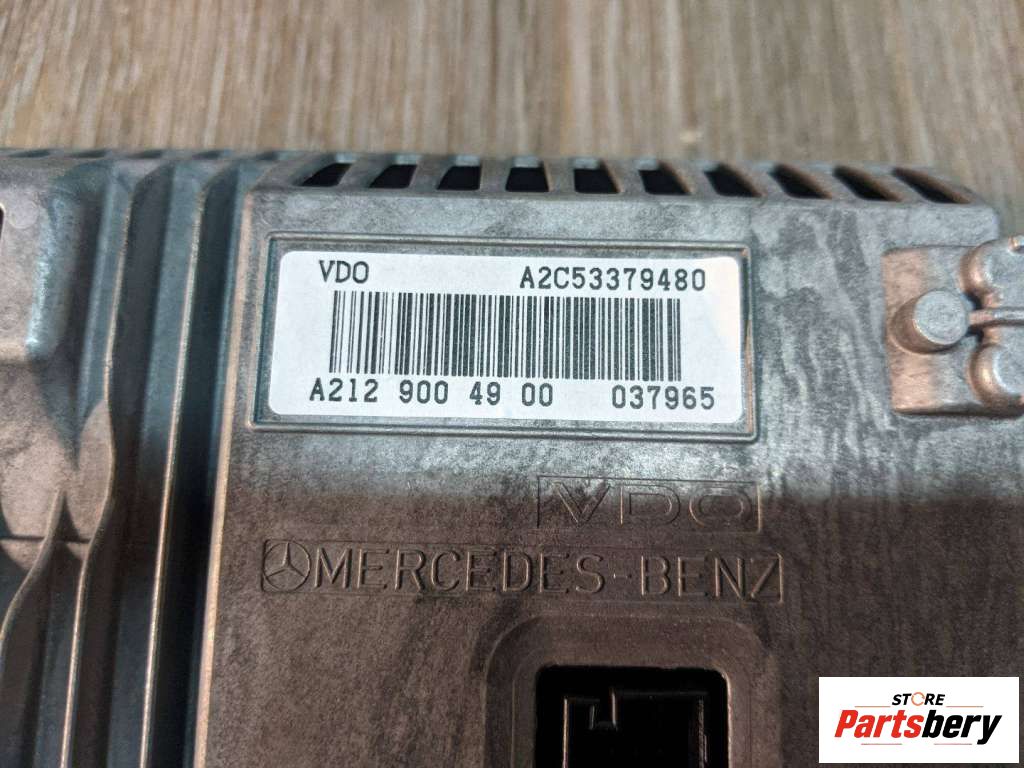 VDO A2C53379480
A212 900 49 00 037965
VDO
MERCEDES-BENZ
STORE
Partsbery